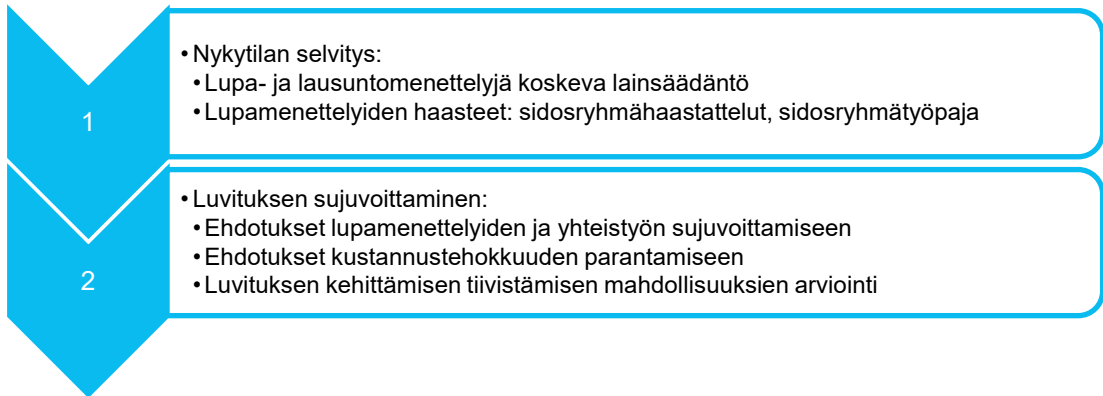 1
• Nykytilan selvitys:
• Lupa- ja lausuntomenettelyjä koskeva lainsäädäntö
• Lupamenettelyiden haasteet: sidosryhmähaastattelut, sidosryhmätyöpaja
2
• Luvituksen sujuvoittaminen:
• Ehdotukset lupamenettelyiden ja yhteistyön sujuvoittamiseen
• Ehdotukset kustannustehokkuuden parantamiseen
• Luvituksen kehittämisen tiivistämisen mahdollisuuksien arviointi